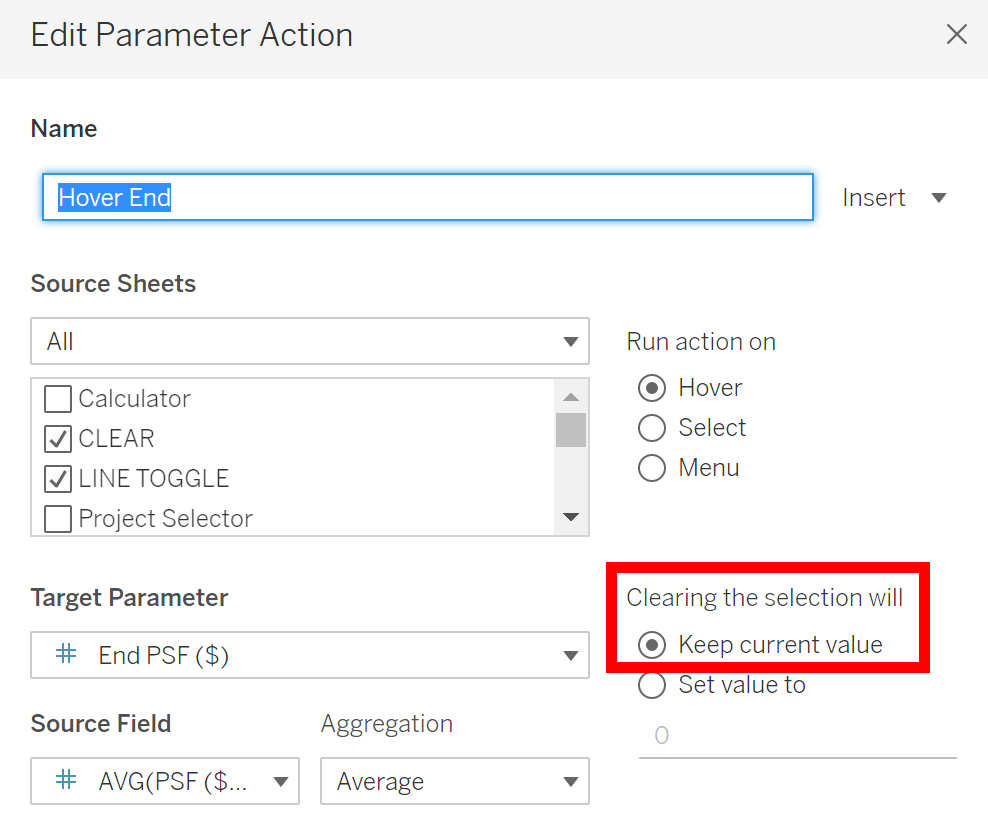 Edit Parameter Action
Name
Hover End
Insert
Source Sheets
All
Calculator
CLEAR
LINE TOGGLE
Project Selector
Run action on
Hover
Select
Menu
Target Parameter
# End PSF ($)
Clearing the selection will
Keep current value
Set value to
0
Source Field
# AVG(PSF ($...
Aggregation
Average